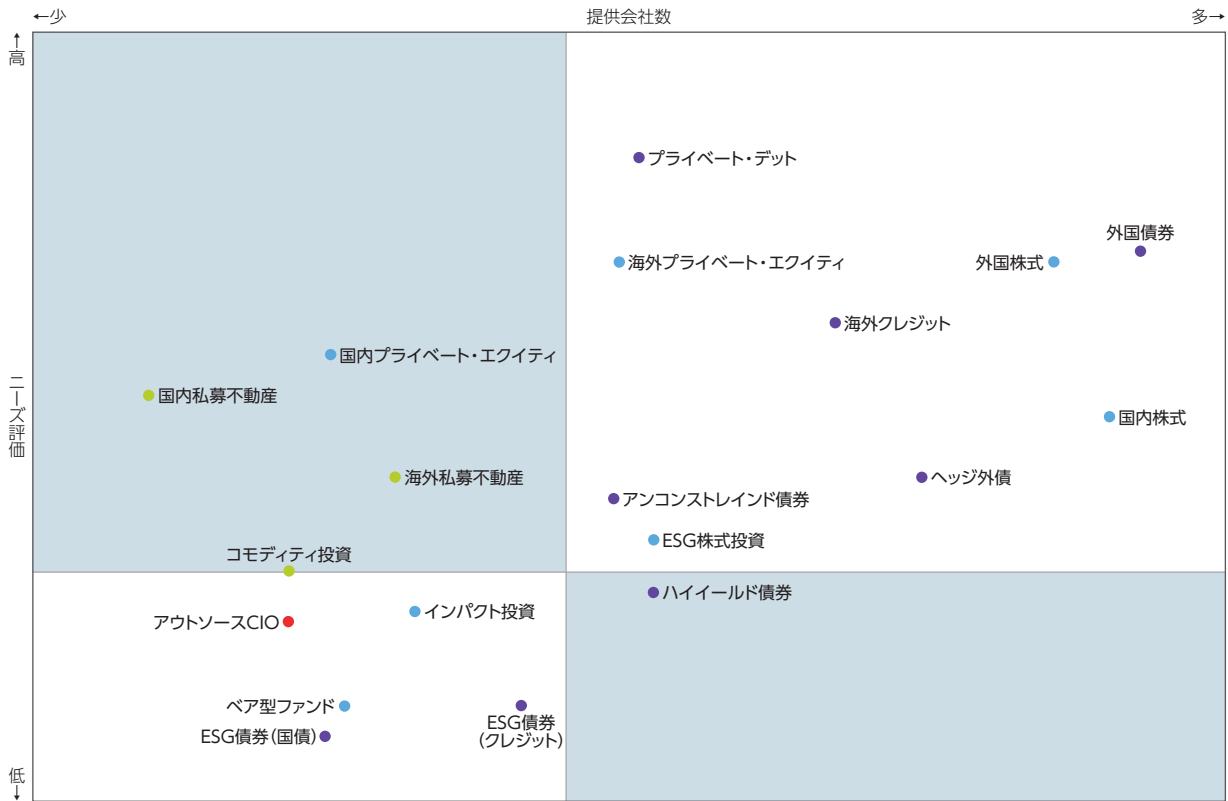 ←少
提供会社数
多→
↑
高
プライベート・デット
外国債券
海外プライベート・エクイティ
外国株式
海外クレジット
国内プライベート・エクイティ
国内私募不動産
ニーズ評価
国内株式
海外私募不動産
ヘッジ外債
アンコンストレインド債券
ESG株式投資
コモディティ投資
ハイイールド債券
インパクト投資
アウトソースCIO
ベア型ファンド
ESG債券
(クレジット)
ESG債券(国債)
低
↓